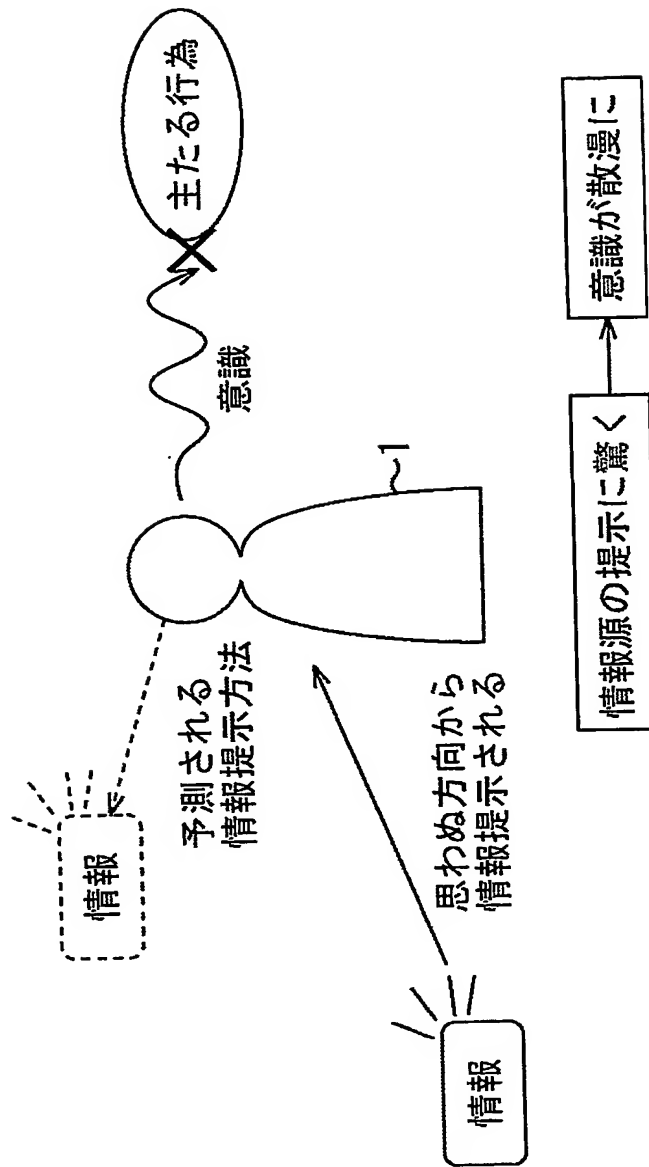 情報
予測される
情報提示方法
意識
主たる行為
1
思わぬ方向から
情報提示される
情報
情報源の提示に驚く
意識が散漫に